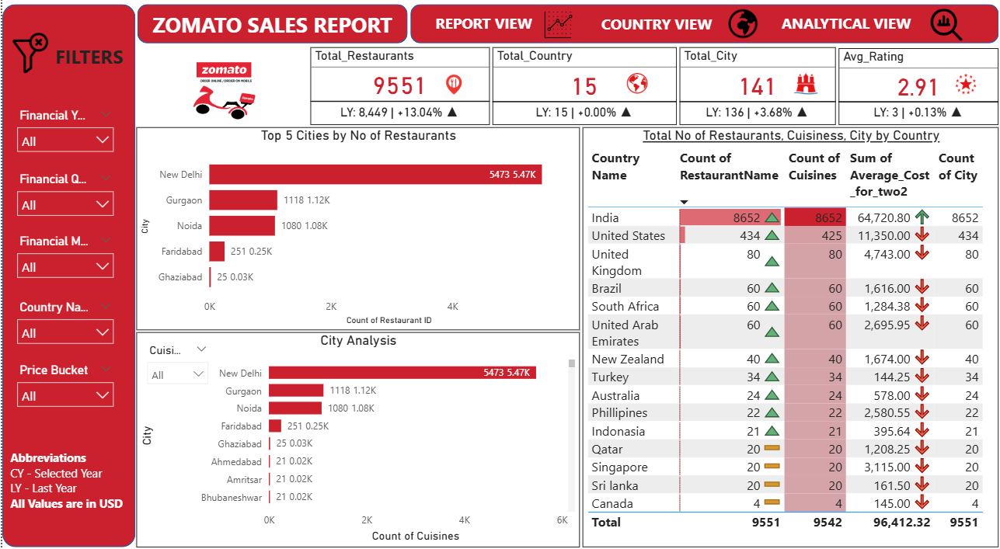 FILTERS
Financial Y...
All
Financial Q...
All
Financial M...
All
Country Na...
All
Price Bucket
All
Abbreviations
CY - Selected Year
LY - Last Year
All Values are in USD
ZOMATO SALES REPORT
REPORT VIEW
COUNTRY VIEW
ANALYTICAL VIEW
zomato
ORDER ONLINE / ORDER ON MOBILE
zomato
Total_Restaurants
9551
LY: 8,449 | +13.04% ▲
Total_Country
15
LY: 15 | +0.00% ▲
Total_City
141
LY: 136 | +3.68% ▲
Avg_Rating
2.91
LY: 3 | +0.13% ▲
Top 5 Cities by No of Restaurants
City
New Delhi 5473 5.47K
Gurgaon 1118 1.12K
Noida 1080 1.08K
Faridabad 251 0.25K
Ghaziabad 25 0.03K
0K 2K 4K
Count of Restaurant ID
City Analysis
Cuisi...
All
City
New Delhi 5473 5.47K
Gurgaon 1118 1.12K
Noida 1080 1.08K
Faridabad 251 0.25K
Ghaziabad 25 0.03K
Ahmedabad 21 0.02K
Amritsar 21 0.02K
Bhubaneshwar 21 0.02K
0K 2K 4K 6K
Count of Cuisines
Total No of Restaurants, Cuisiness, City by Country
Country Count of Count of Sum of Count
Name RestaurantName Cuisines Average_Cost of City
_for_two2
India 8652 8652 64,720.80 8652
United States 434 425 11,350.00 434
United 80 80 4,743.00 80
Kingdom
Brazil 60 60 1,616.00 60
South Africa 60 60 1,284.38 60
United Arab 60 60 2,695.95 60
Emirates
New Zealand 40 40 1,674.00 40
Turkey 34 34 144.25 34
Australia 24 24 578.00 24
Phillipines 22 22 2,580.55 22
Indonasia 21 21 395.64 21
Qatar 20 20 1,208.25 20
Singapore 20 20 3,115.00 20
Sri lanka 20 20 161.50 20
Canada 4 4 145.00 4
Total 9551 9542 96,412.32 9551